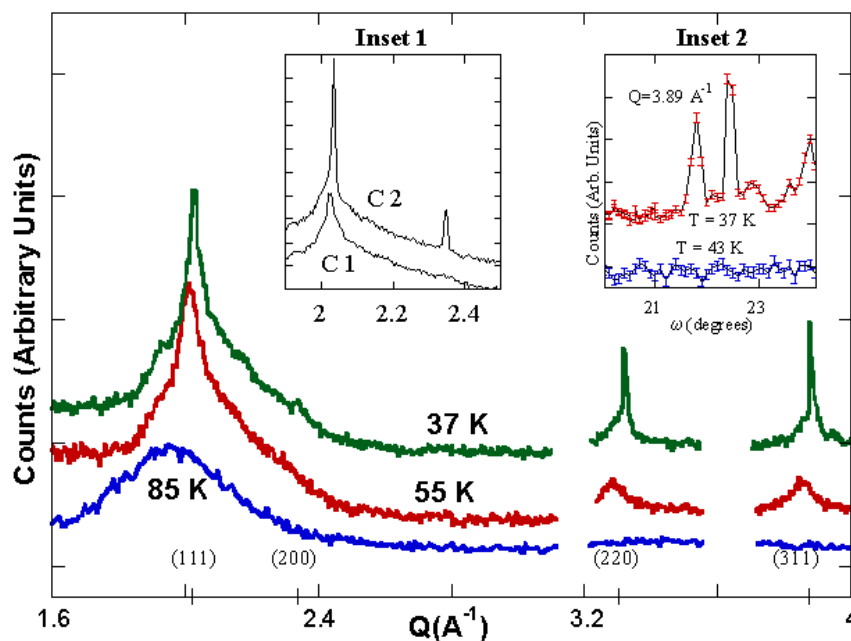 Inset 1
Inset 2
Q=3.89 A-1
C 2
C 1
T = 37 K
T = 43 K
Counts (Arb. Units)
2 2.2 2.4
21 23
ω (degrees)
Counts (Arbitrary Units)
37 K
55 K
85 K
(111) (200) (220) (311)
1.6 2.4 3.2 4
Q(A-1)